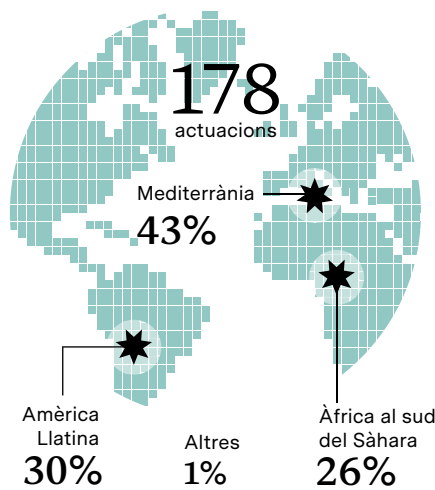 178
actuacions
Mediterrània
43%
Amèrica
Llatina
30%
Altres
1%
Àfrica al sud
del Sàhara
26%